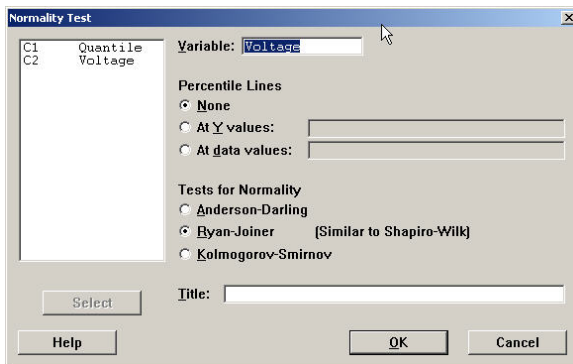 Normality Test
C1 Quantile
C2 Voltage
Variable: Voltage
Percentile Lines
None
At Y values:
At data values:
Tests for Normality
Anderson-Darling
Ryan-Joiner (Similar to Shapiro-Wilk)
Kolmogorov-Smirnov
Select
Title:
Help
OK
Cancel